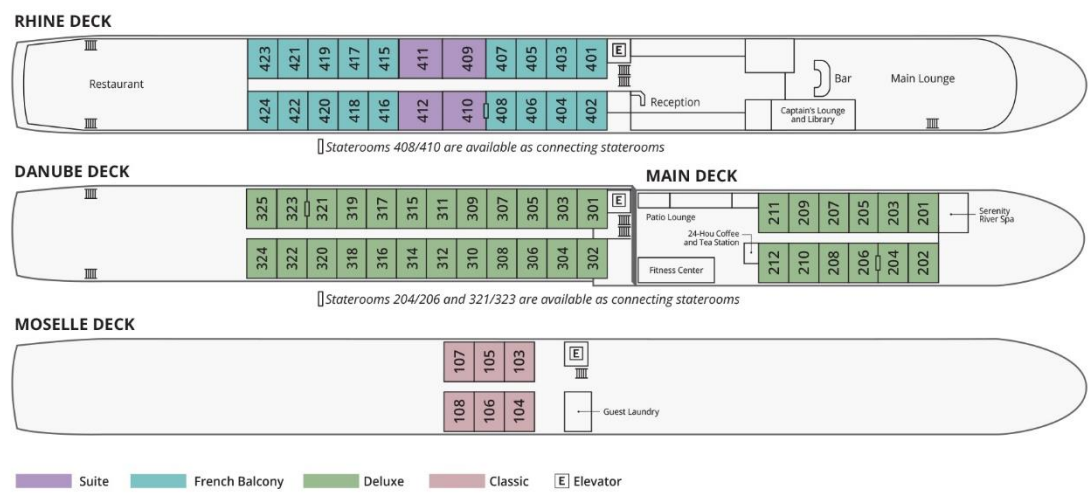 RHINE DECK
423 421 419 417 415 411 409 407 405 403 401 E
Restaurant
Bar
Main Lounge
Reception
Captain's Lounge
and Library
424 422 420 418 416 412 410 408 406 404 402
Staterooms 408/410 are available as connecting staterooms
DANUBE DECK
325 323 321 319 317 315 311 309 307 305 303 301 E
324 322 320 318 316 314 312 310 308 306 304 302
MAIN DECK
Patio Lounge
211 209 207 205 203 201
Serenity
River Spa
24-Hou Coffee
and Tea Station
Fitness Center
212 210 208 206 204 202
Staterooms 204/206 and 321/323 are available as connecting staterooms
MOSELLE DECK
107 105 103 E
108 106 104
Guest Laundry
Suite
French Balcony
Deluxe
Classic
E Elevator